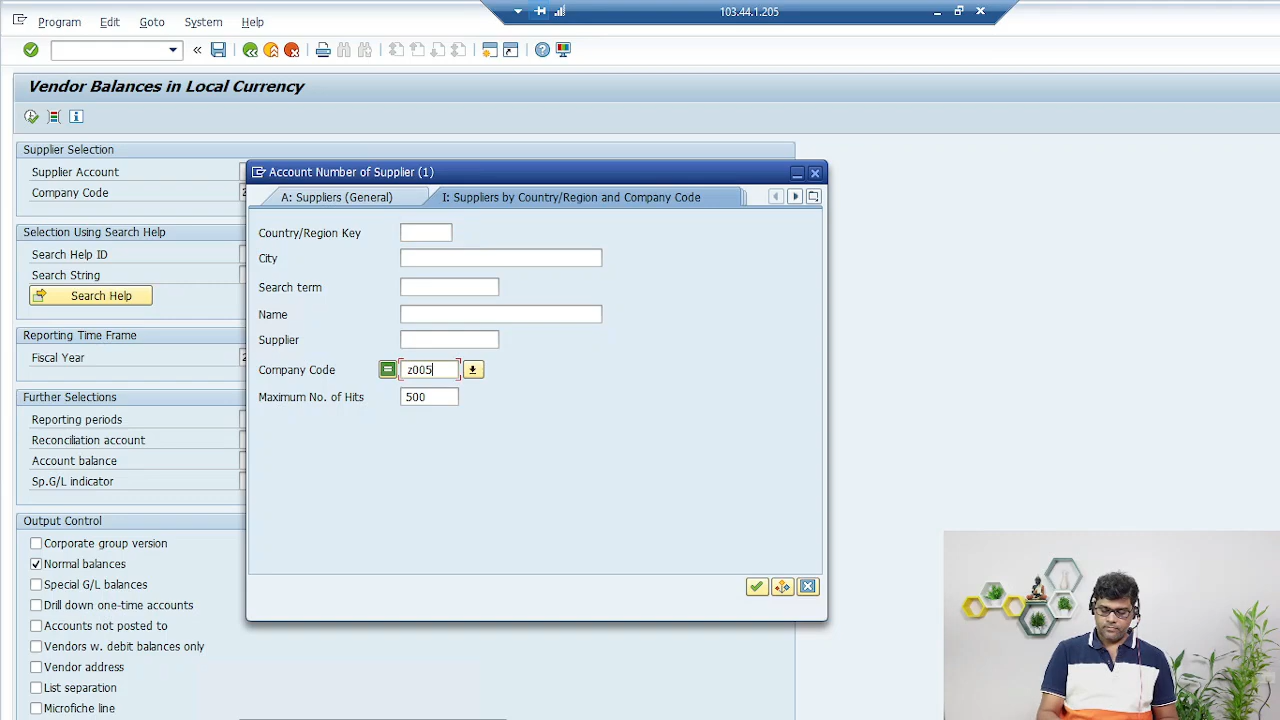 Program Edit Goto System Help
103.44.1.205
Vendor Balances in Local Currency
Supplier Selection
Supplier Account
Company Code
Selection Using Search Help
Search Help ID
Search String
Search Help
Reporting Time Frame
Fiscal Year
Further Selections
Reporting periods
Reconciliation account
Account balance
Sp.G/L indicator
Output Control
Corporate group version
Normal balances
Special G/L balances
Drill down one-time accounts
Accounts not posted to
Vendors w. debit balances only
Vendor address
List separation
Microfiche line
Account Number of Supplier (1)
A: Suppliers (General) I: Suppliers by Country/Region and Company Code
Country/Region Key
City
Search term
Name
Supplier
Company Code z005
Maximum No. of Hits 500